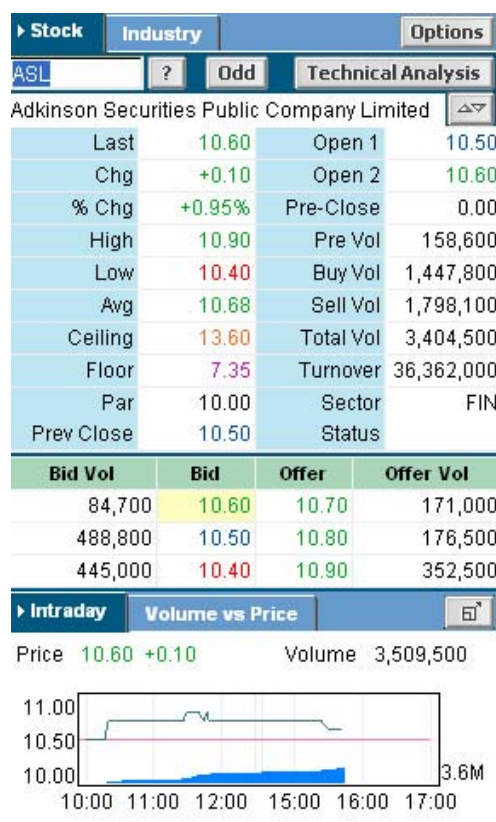 Stock Industry Options
ASL ? Odd Technical Analysis
Adkinson Securities Public Company Limited
Last 10.60 Open 1 10.50
Chg +0.10 Open 2 10.60
% Chg +0.95% Pre-Close 0.00
High 10.90 Pre Vol 158,600
Low 10.40 Buy Vol 1,447,800
Avg 10.68 Sell Vol 1,798,100
Ceiling 13.60 Total Vol 3,404,500
Floor 7.35 Turnover 36,362,000
Par 10.00 Sector FIN
Prev Close 10.50 Status
Bid Vol Bid Offer Offer Vol
84,700 10.60 10.70 171,000
488,800 10.50 10.80 176,500
445,000 10.40 10.90 352,500
Intraday Volume vs Price
Price 10.60 +0.10 Volume 3,509,500
11.00
10.50
10.00 3.6M
10:00 11:00 12:00 15:00 16:00 17:00